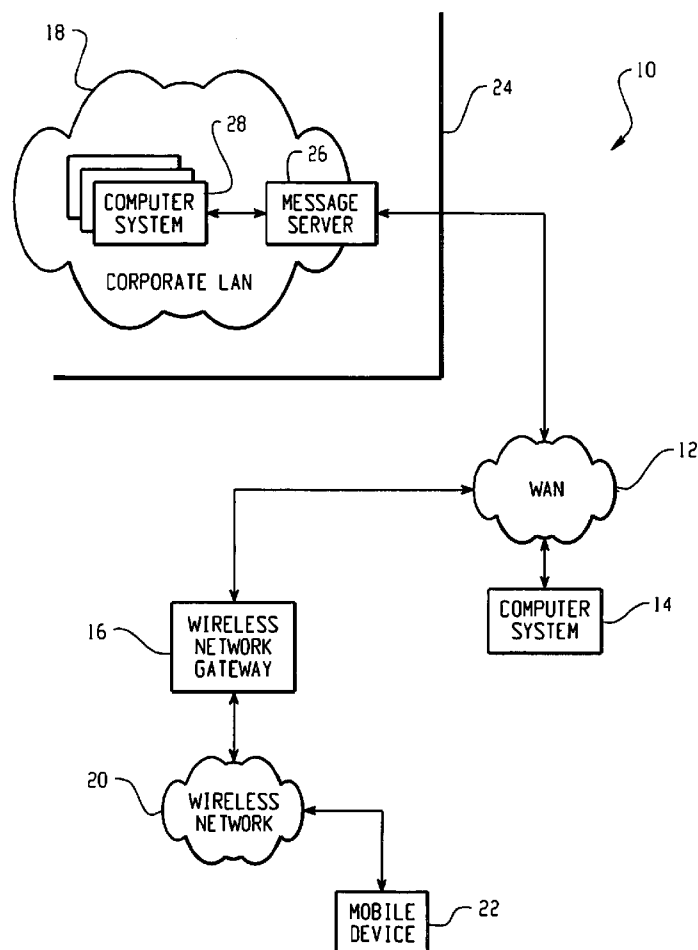 18
10
24
28
26
COMPUTER
SYSTEM
MESSAGE
SERVER
CORPORATE LAN
12
WAN
COMPUTER
SYSTEM
14
16
WIRELESS
NETWORK
GATEWAY
20
WIRELESS
NETWORK
MOBILE
DEVICE
22